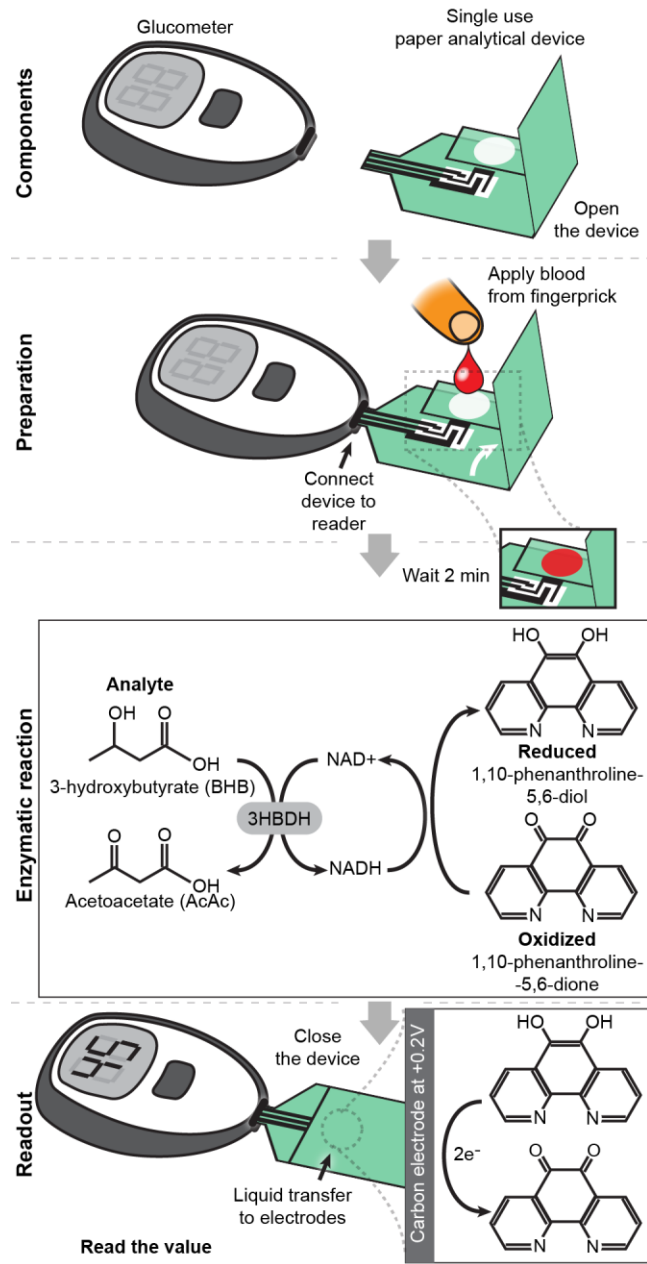 Components
Glucometer
Single use
paper analytical device
Open
the device
Preparation
Apply blood
from fingerprick
Connect
device to
reader
Wait 2 min
Enzymatic reaction
Analyte
OH
O
OH
3-hydroxybutyrate (BHB)
3HBDH
NAD+
NADH
O
O
OH
Acetoacetate (AcAc)
HO
OH
N
N
Reduced
1,10-phenanthroline-
5,6-diol
O
O
N
N
Oxidized
1,10-phenanthroline-
-5,6-dione
Readout
Close
the device
Liquid transfer
to electrodes
Read the value
Carbon electrode at +0.2V
HO
OH
N
N
2e⁻
O
O
N
N